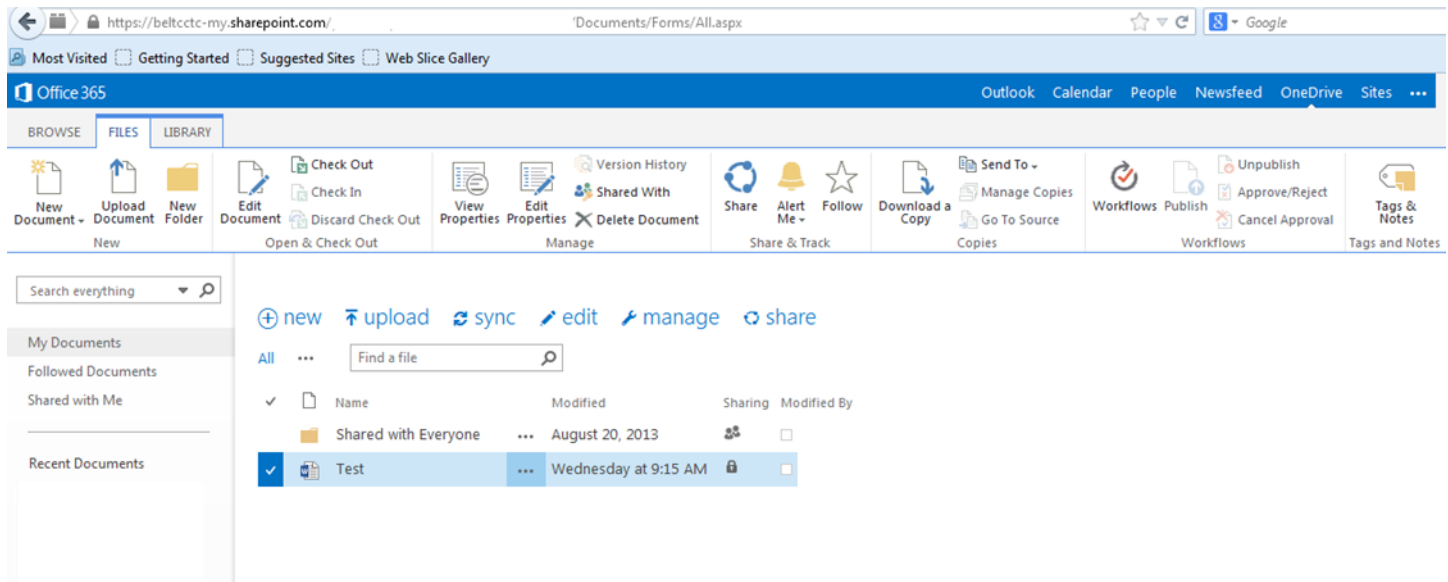 https://beltcctc-my.sharepoint.com/ 'Documents/Forms/All.aspx Google
Most Visited Getting Started Suggested Sites Web Slice Gallery
Office 365 Outlook Calendar People Newsfeed OneDrive Sites •••
BROWSE FILES LIBRARY
New Document
Upload Document
New Folder
New
Edit Document
Check Out
Check In
Discard Check Out
Open & Check Out
View Properties
Edit Properties
Version History
Shared With
Delete Document
Manage
Share
Alert Me
Follow
Share & Track
Download a Copy
Send To
Manage Copies
Go To Source
Copies
Workflows
Publish
Unpublish
Approve/Reject
Cancel Approval
Workflows
Tags & Notes
Tags and Notes
Search everything
My Documents
Followed Documents
Shared with Me
Recent Documents
new upload sync edit manage share
All ••• Find a file
Name Modified Sharing Modified By
Shared with Everyone ••• August 20, 2013
Test ••• Wednesday at 9:15 AM